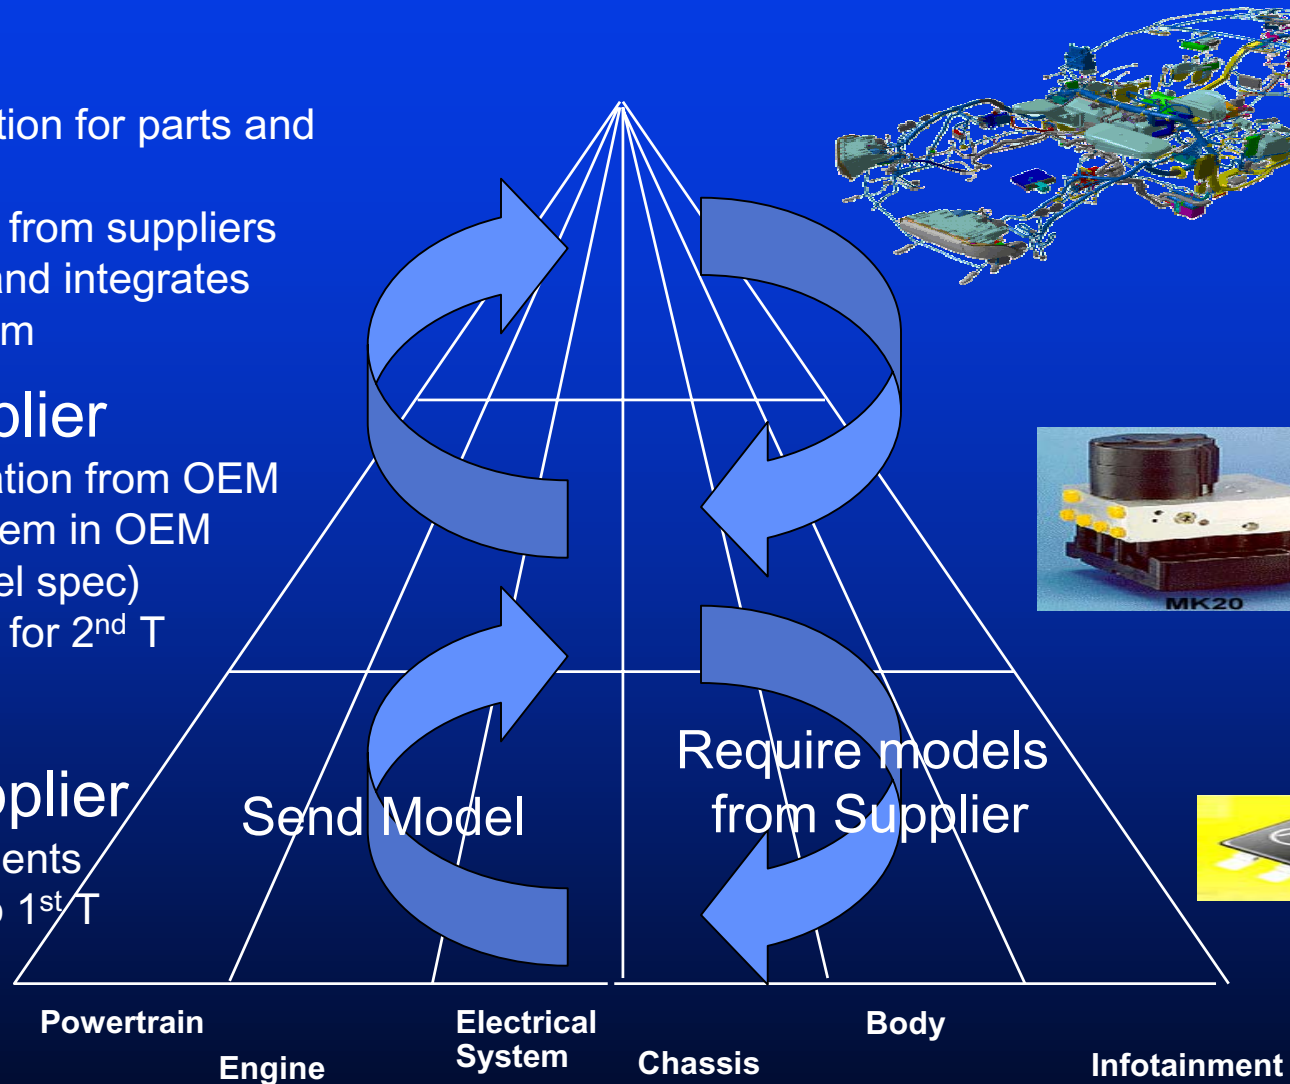 tion for parts and
from suppliers
and integrates
m
plier
ation from OEM
em in OEM
el spec)
for 2nd T
MK20
Require models
from Supplier
pplier
Send Model
ents
o 1st T
Powertrain
Engine
Electrical
System
Chassis
Body
Infotainment